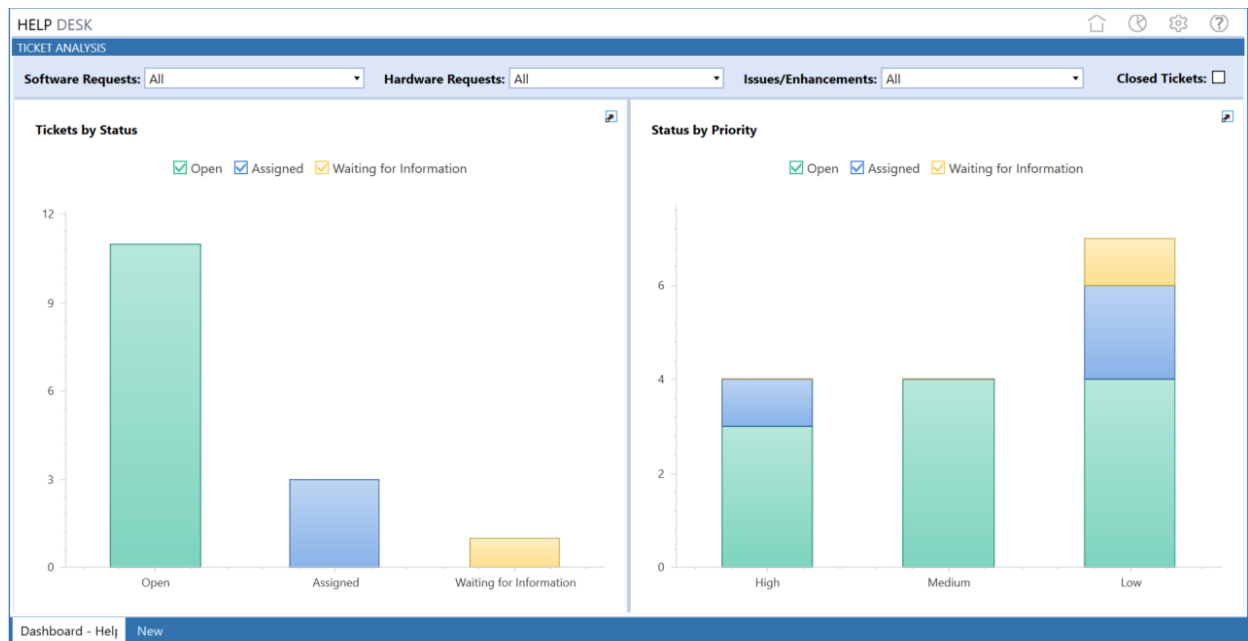 HELP DESK
TICKET ANALYSIS
Software Requests: All Hardware Requests: All Issues/Enhancements: All Closed Tickets:
Tickets by Status
Open Assigned Waiting for Information
12
9
6
3
0
Open Assigned Waiting for Information
Status by Priority
Open Assigned Waiting for Information
6
4
2
0
High Medium Low
Dashboard - Help New